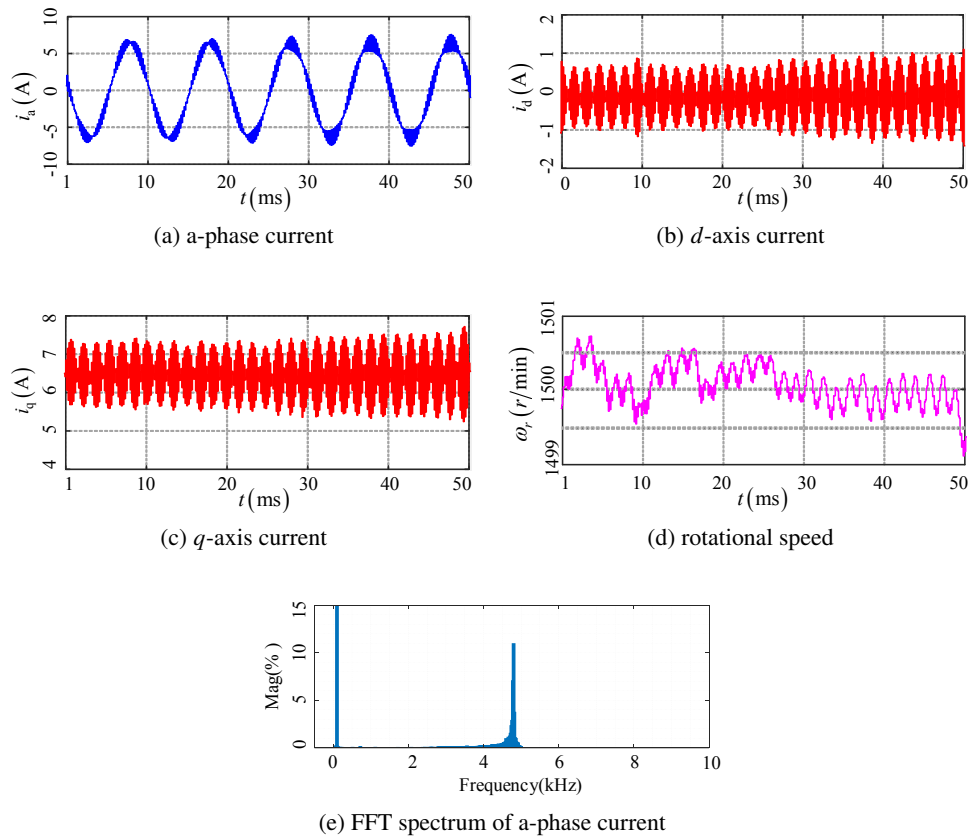 10
5
0
-5
-10
i_a (A)
1 10 20 30 40 50
t (ms)
(a) a-phase current
2
1
0
-1
-2
i_d (A)
0 10 20 30 40 50
t (ms)
(b) d-axis current
8
7
6
5
4
i_q (A)
1 10 20 30 40 50
t (ms)
(c) q-axis current
1501
1500
1499
ω_r (r/min)
1 10 20 30 40 50
t (ms)
(d) rotational speed
15
10
5
0
Mag(% )
0 2 4 6 8 10
Frequency(kHz)
(e) FFT spectrum of a-phase current